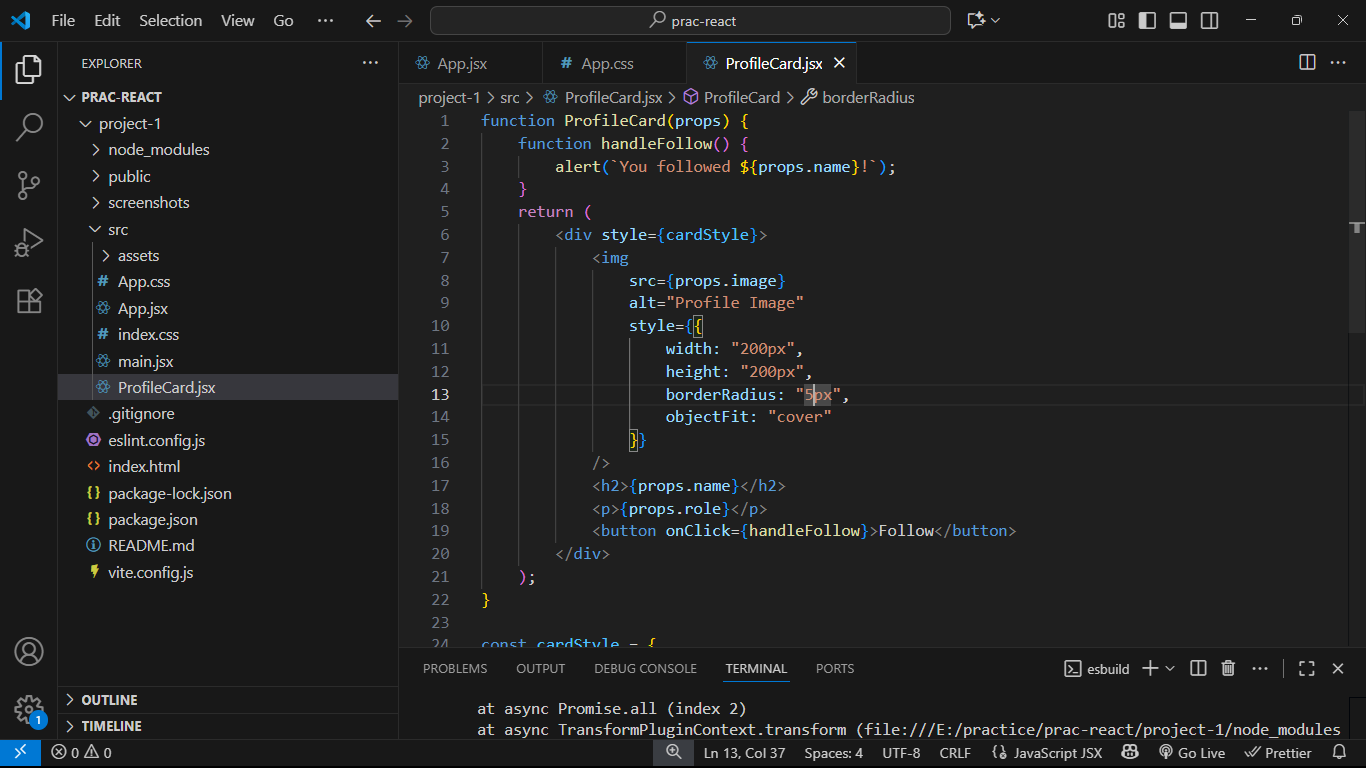 File Edit Selection View Go ··· prac-react
EXPLORER ···
PRAC-REACT
project-1
node_modules
public
screenshots
src
assets
# App.css
App.jsx
# index.css
main.jsx
ProfileCard.jsx
.gitignore
eslint.config.js
<> index.html
{} package-lock.json
{} package.json
README.md
vite.config.js
OUTLINE
TIMELINE
1
App.jsx # App.css ProfileCard.jsx
project-1 > src > ProfileCard.jsx > ProfileCard > borderRadius
1 function ProfileCard(props) {
2 function handleFollow() {
3 alert(`You followed ${props.name}!`);
4 }
5 return (
6 <div style={cardStyle}>
7 <img
8 src={props.image}
9 alt="Profile Image"
10 style={{
11 width: "200px",
12 height: "200px",
13 borderRadius: "5px",
14 objectFit: "cover"
15 }}
16 />
17 <h2>{props.name}</h2>
18 <p>{props.role}</p>
19 <button onClick={handleFollow}>Follow</button>
20 </div>
21 );
22 }
23
24 const cardStyle = {
PROBLEMS OUTPUT DEBUG CONSOLE TERMINAL PORTS esbuild
at async Promise.all (index 2)
at async TransformPluginContext.transform (file:///E:/practice/prac-react/project-1/node_modules
0 0 Ln 13, Col 37 Spaces: 4 UTF-8 CRLF {} JavaScript JSX Go Live Prettier